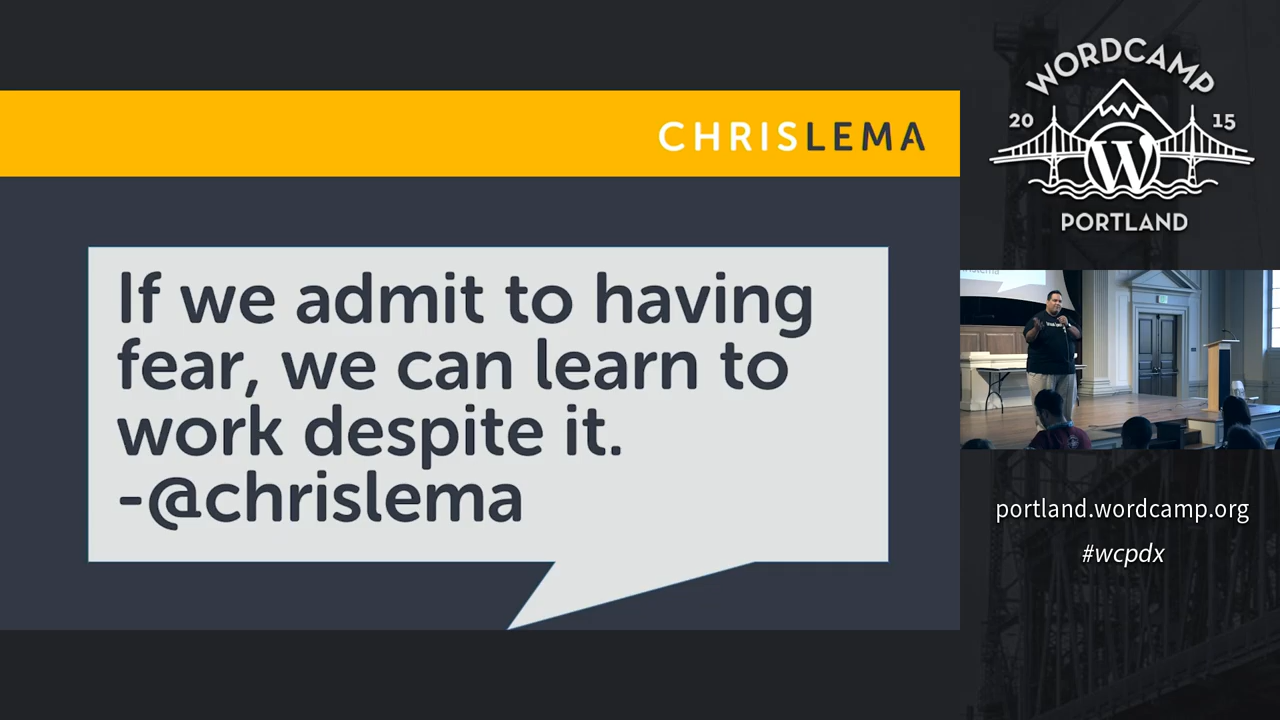 CHRISLEMA
If we admit to having
fear, we can learn to
work despite it.
-@chrislema
WORDCAMP
20 15
PORTLAND
portland.wordcamp.org
#wcpdx